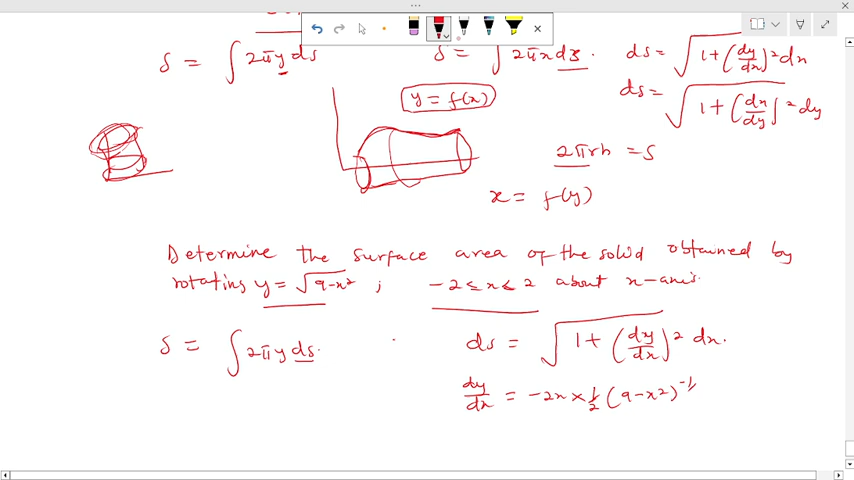 S = ∫ 2πy ds
S = ∫ 2πx ds .
ds = √(1 + (dy/dx)²) dx
ds = √(1 + (dx/dy)²) dy
y = f(x)
2πrh = S
x = f(y)
Determine the surface area of the solid obtained by
rotating y = √(9-x²) ; -2 ≤ x ≤ 2 about x-axis.
S = ∫ 2πy ds.
ds = √(1 + (dy/dx)²) dx.
dy/dx = -2x × 1/2 (9-x²)